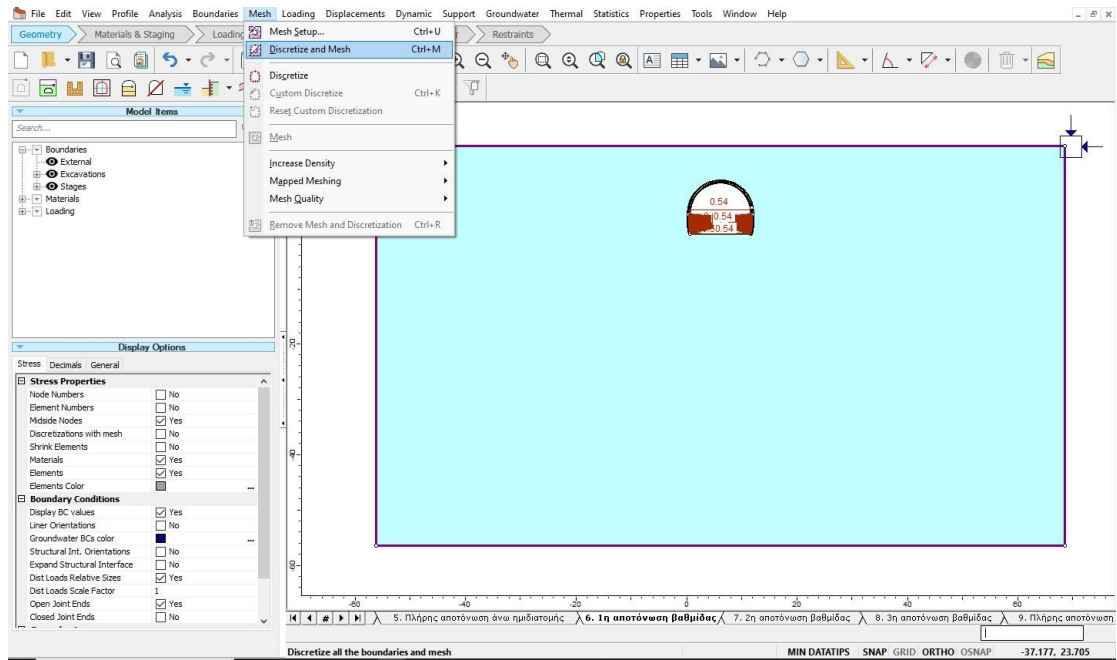 File Edit View Profile Analysis Boundaries Mesh Loading Displacements Dynamic Support Groundwater Thermal Statistics Properties Tools Window Help
Geometry Materials & Staging Loading Restraints
Mesh Setup... Ctrl+U
Discretize and Mesh Ctrl+M
Discretize
Custom Discretize Ctrl+K
Reset Custom Discretization
Mesh
Increase Density
Mapped Meshing
Mesh Quality
Remove Mesh and Discretization Ctrl+R
Model Items
Search...
Boundaries
External
Excavations
Stages
Materials
Loading
0.54
0.54
0.54
Display Options
Stress Decimals General
Stress Properties
Node Numbers No
Element Numbers No
Midside Nodes Yes
Discretizations with mesh No
Shrink Elements No
Materials Yes
Elements Yes
Elements Color ...
Boundary Conditions
Display BC values Yes
Liner Orientations No
Groundwater BCs color ...
Structural Int. Orientations No
Expand Structural Interface No
Dist Loads Relative Sizes Yes
Dist Loads Scale Factor 1
Open Joint Ends Yes
Closed Joint Ends No
-20
-40
-60
-60 -40 -20 0 20 40 60
5. Πλήρης αποτόνωση άνω ημιδιατομής 6. 1η αποτόνωση βαθμίδας 7. 2η αποτόνωση βαθμίδας 8. 3η αποτόνωση βαθμίδας 9. Πλήρης αποτόνωση
Discretize all the boundaries and mesh MIN DATATIPS SNAP GRID ORTHO OSNAP -37.177, 23.705